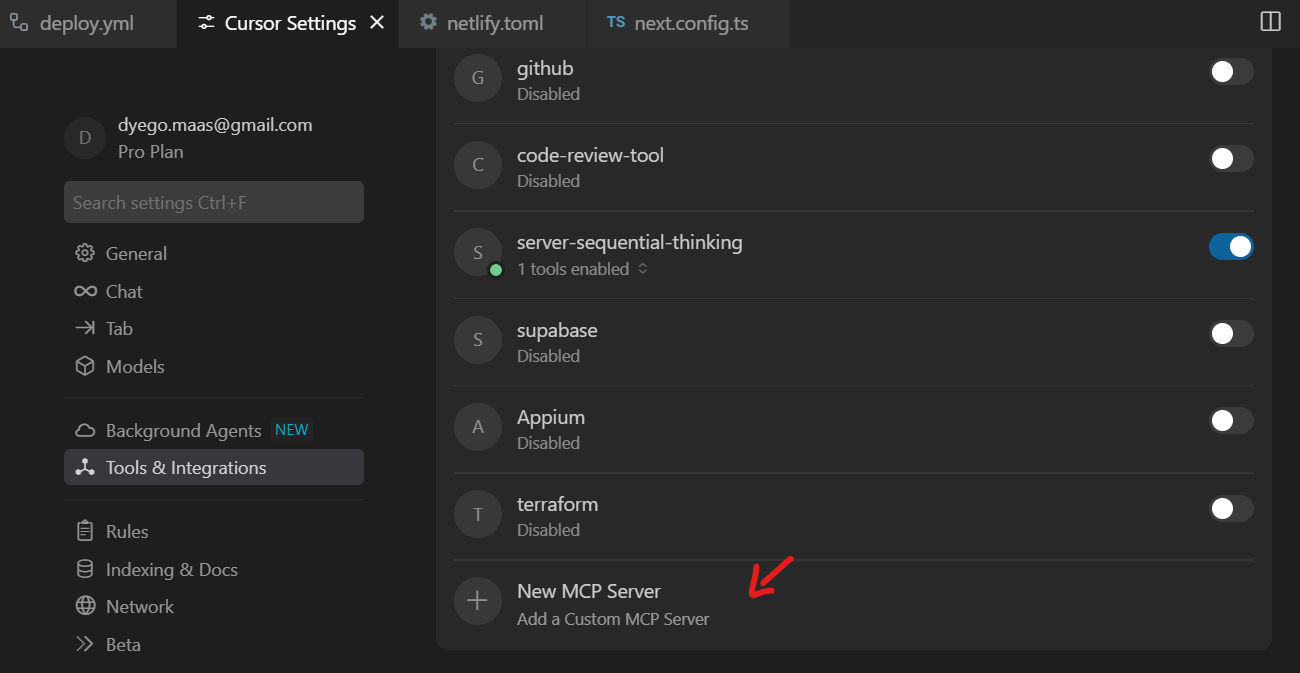 deploy.yml
Cursor Settings
netlify.toml
TS next.config.ts
D
dyego.maas@gmail.com
Pro Plan
Search settings Ctrl+F
General
Chat
Tab
Models
Background Agents NEW
Tools & Integrations
Rules
Indexing & Docs
Network
Beta
G
github
Disabled
C
code-review-tool
Disabled
S
server-sequential-thinking
1 tools enabled
S
supabase
Disabled
A
Appium
Disabled
T
terraform
Disabled
New MCP Server
Add a Custom MCP Server